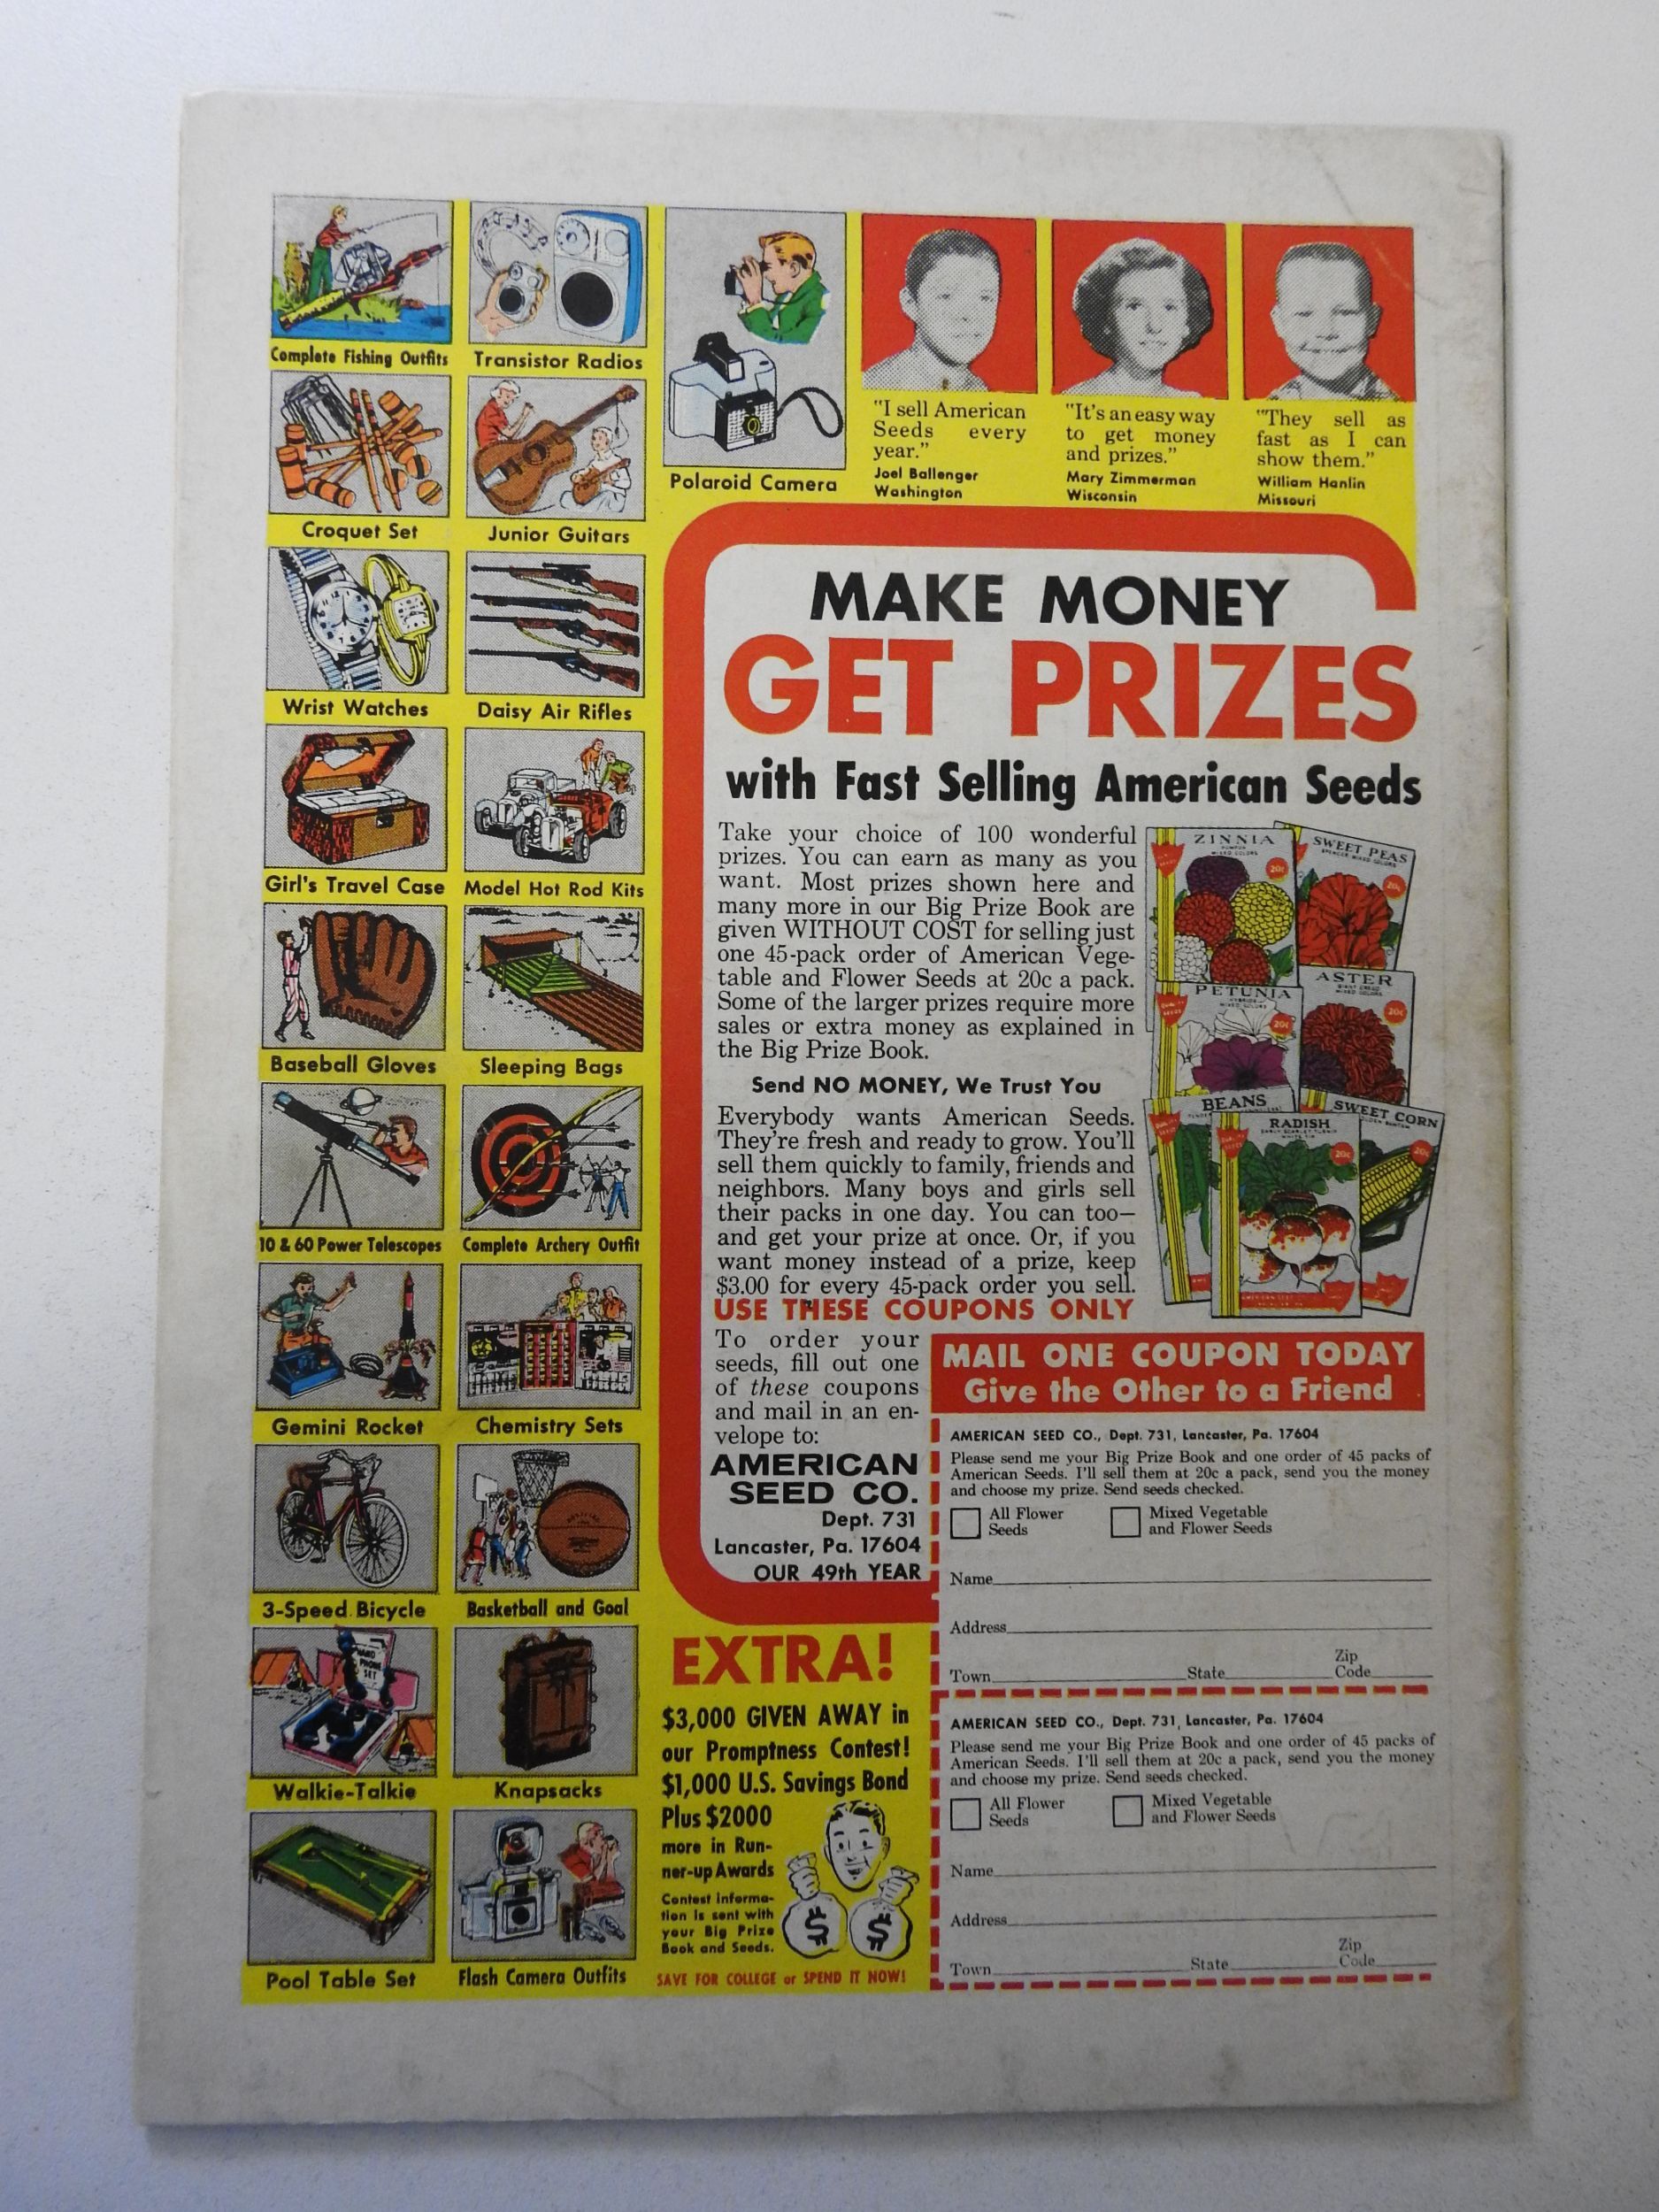 Complete Fishing Outfits
Transistor Radios
Croquet Set
Junior Guitars
Wrist Watches
Daisy Air Rifles
Girl's Travel Case
Model Hot Rod Kits
Baseball Gloves
Sleeping Bags
10 & 60 Power Telescopes
Complete Archery Outfit
Gemini Rocket
Chemistry Sets
3-Speed Bicycle
Basketball and Goal
HAND
PHONE
SET
Walkie-Talkie
Knapsacks
Pool Table Set
Flash Camera Outfits
Polaroid Camera
"I sell American
Seeds every
year."
Joel Ballenger
Washington
"It's an easy way
to get money
and prizes."
Mary Zimmerman
Wisconsin
"They sell as
fast as I can
show them."
William Hanlin
Missouri
MAKE MONEY
GET PRIZES
with Fast Selling American Seeds
Take your choice of 100 wonderful
prizes. You can earn as many as you
want. Most prizes shown here and
many more in our Big Prize Book are
given WITHOUT COST for selling just
one 45-pack order of American Vege-
table and Flower Seeds at 20c a pack.
Some of the larger prizes require more
sales or extra money as explained in
the Big Prize Book.
Send NO MONEY, We Trust You
Everybody wants American Seeds.
They're fresh and ready to grow. You'll
sell them quickly to family, friends and
neighbors. Many boys and girls sell
their packs in one day. You can too—
and get your prize at once. Or, if you
want money instead of a prize, keep
$3.00 for every 45-pack order you sell.
USE THESE COUPONS ONLY
ZINNIA
MIXED COLORS
20c
SWEET PEAS
SPENCER MIXED COLORS
20c
PETUNIA
MIXED COLORS
20c
ASTER
MIXED COLORS
20c
BEANS
RADISH
20c
SWEET CORN
20c
To order your
seeds, fill out one
of these coupons
and mail in an en-
velope to:
AMERICAN
SEED CO.
Dept. 731
Lancaster, Pa. 17604
OUR 49th YEAR
MAIL ONE COUPON TODAY
Give the Other to a Friend
AMERICAN SEED CO., Dept. 731, Lancaster, Pa. 17604
Please send me your Big Prize Book and one order of 45 packs of
American Seeds. I'll sell them at 20c a pack, send you the money
and choose my prize. Send seeds checked.
All Flower
Seeds
Mixed Vegetable
and Flower Seeds
Name
Address
Town State Zip
Code
AMERICAN SEED CO., Dept. 731, Lancaster, Pa. 17604
Please send me your Big Prize Book and one order of 45 packs of
American Seeds. I'll sell them at 20c a pack, send you the money
and choose my prize. Send seeds checked.
All Flower
Seeds
Mixed Vegetable
and Flower Seeds
Name
Address
Town State Zip
Code
EXTRA!
$3,000 GIVEN AWAY in
our Promptness Contest!
$1,000 U.S. Savings Bond
Plus $2000
more in Run-
ner-up Awards
Contest informa-
tion is sent with
your Big Prize
Book and Seeds.
$ $
SAVE FOR COLLEGE or SPEND IT NOW!